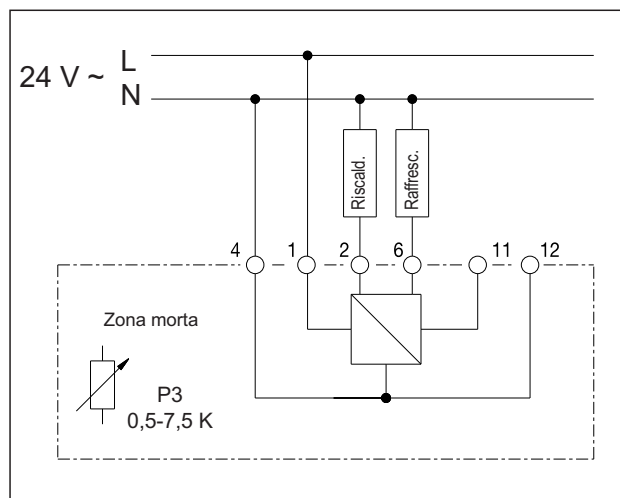 24 V ~ L
N
Riscald.
Raffresc.
4 1 2 6 11 12
Zona morta
P3
0,5-7,5 K